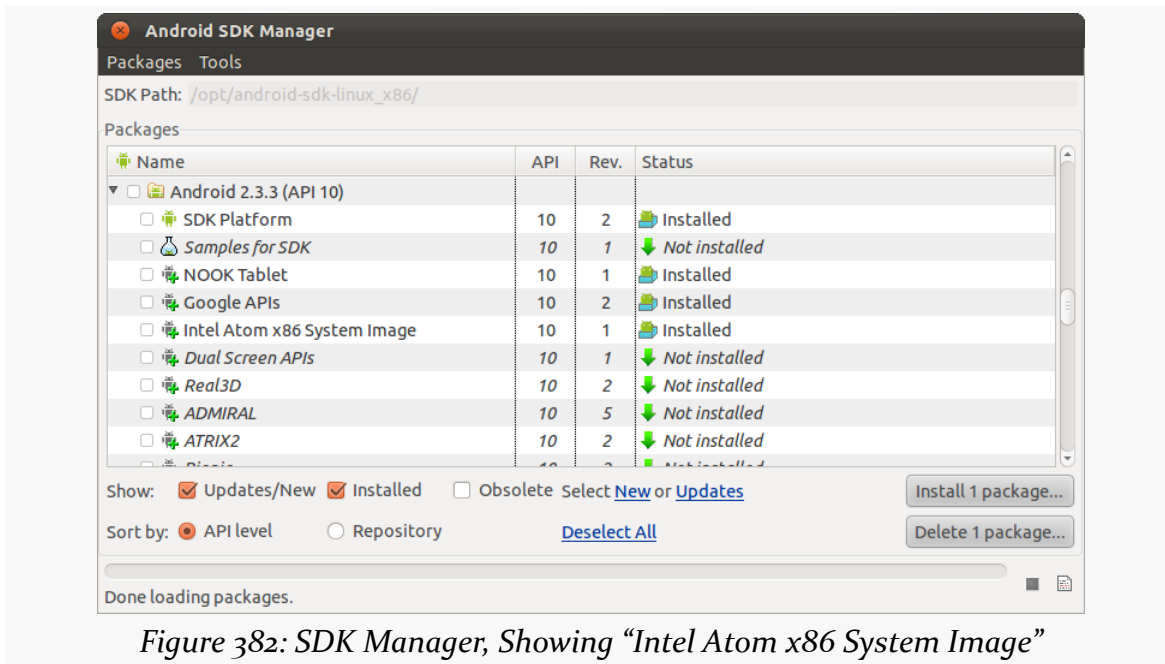 Android SDK Manager
Packages Tools
SDK Path: /opt/android-sdk-linux_x86/
Packages
Name API Rev. Status
Android 2.3.3 (API 10)
SDK Platform 10 2 Installed
Samples for SDK 10 1 Not installed
NOOK Tablet 10 1 Installed
Google APIs 10 2 Installed
Intel Atom x86 System Image 10 1 Installed
Dual Screen APIs 10 1 Not installed
Real3D 10 2 Not installed
ADMIRAL 10 5 Not installed
ATRIX2 10 2 Not installed
Show: Updates/New Installed Obsolete Select New or Updates Install 1 package...
Sort by: API level Repository Deselect All Delete 1 package...
Done loading packages.
Figure 382: SDK Manager, Showing “Intel Atom x86 System Image”